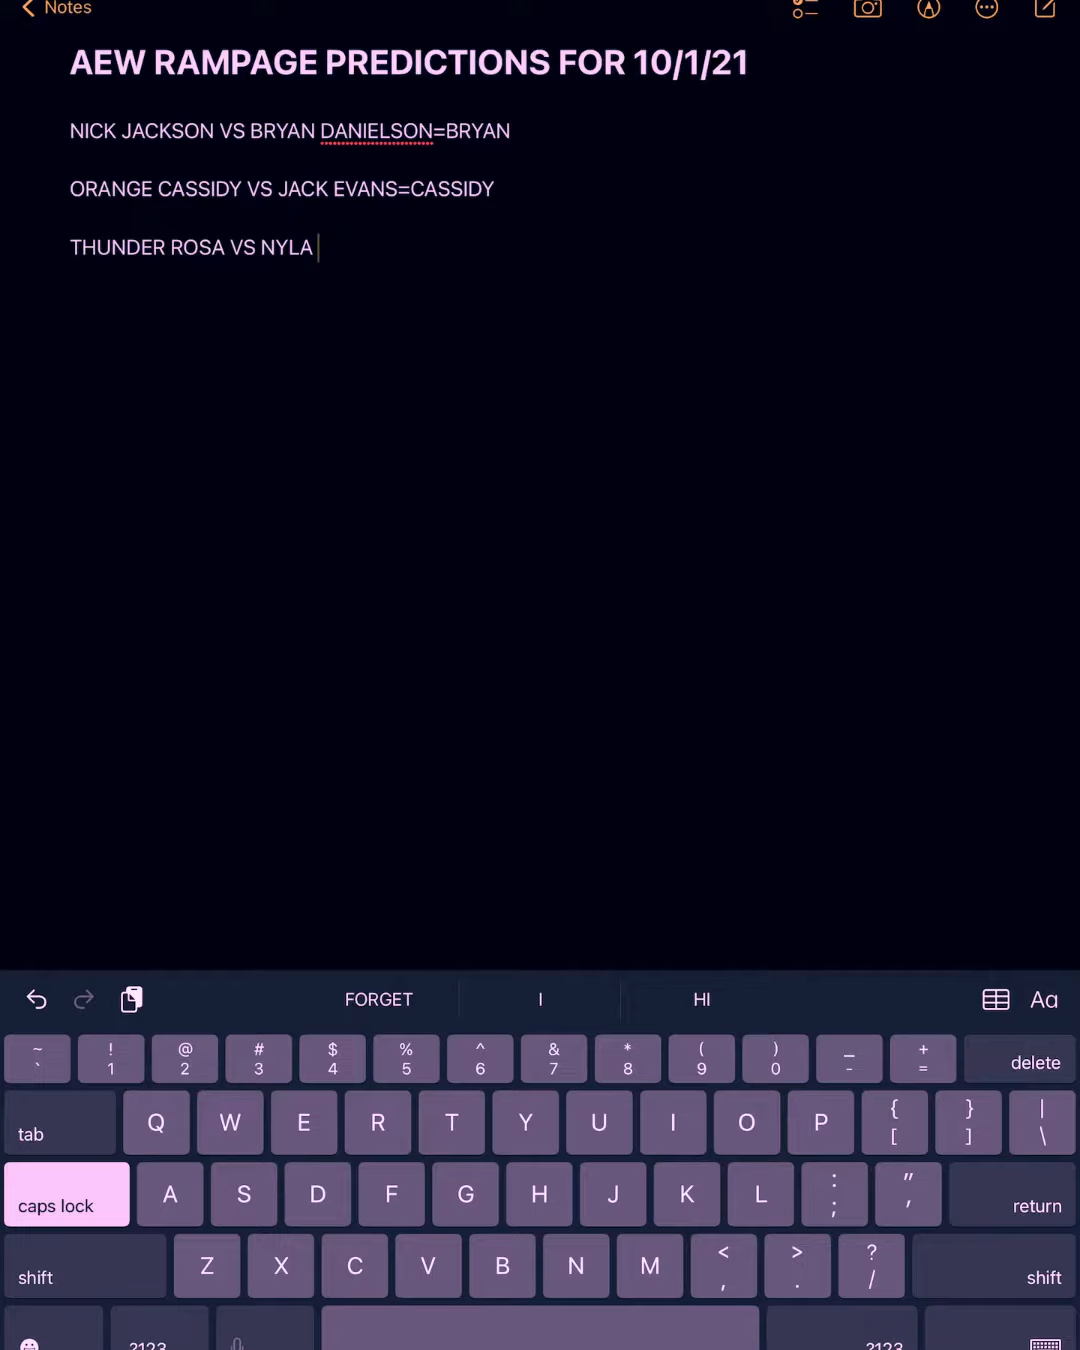 Notes
AEW RAMPAGE PREDICTIONS FOR 10/1/21
NICK JACKSON VS BRYAN DANIELSON=BRYAN
ORANGE CASSIDY VS JACK EVANS=CASSIDY
THUNDER ROSA VS NYLA
FORGET I HI Aa
~ ! @ # $ % ^ & * ( ) _ +
` 1 2 3 4 5 6 7 8 9 0 - = delete
tab Q W E R T Y U I O P { [ } ] | \
caps lock A S D F G H J K L : ; " ' return
shift Z X C V B N M < , > . ? / shift
.?123 .?123